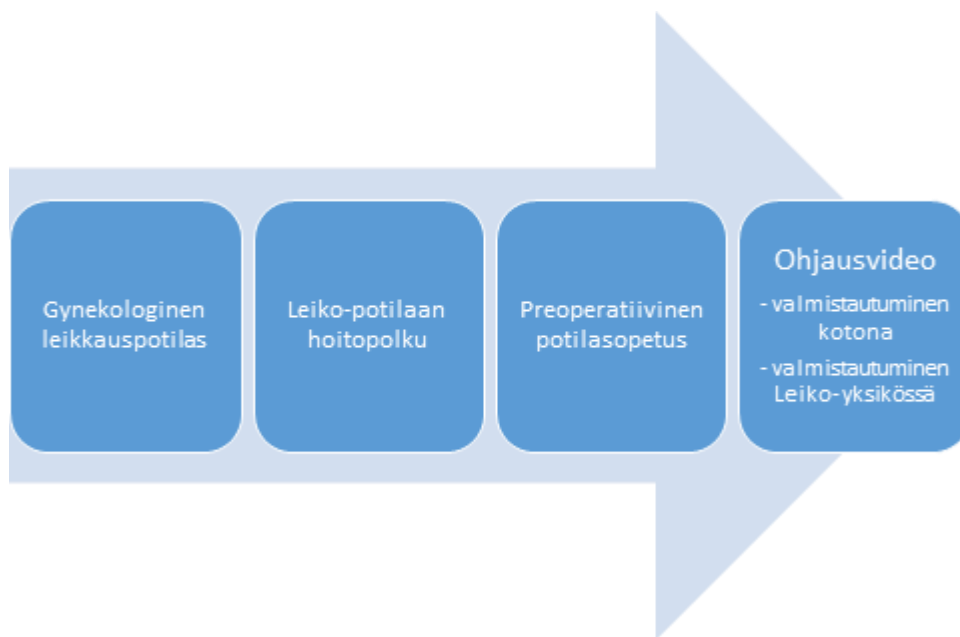 Gynekologinen
leikkauspotilas
Leiko-potilaan
hoitopolku
Preoperatiivinen
potilasopetus
Ohjausvideo
- valmistautuminen
kotona
- valmistautuminen
Leiko-yksikössä